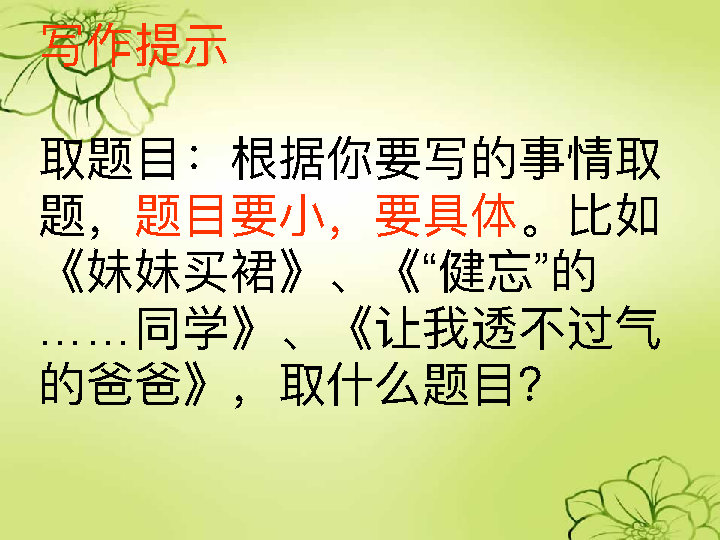 写作提示
取题目：根据你要写的事情取
题，题目要小，要具体。比如
《妹妹买裙》、《“健忘”的
……同学》、《让我透不过气
的爸爸》，取什么题目？